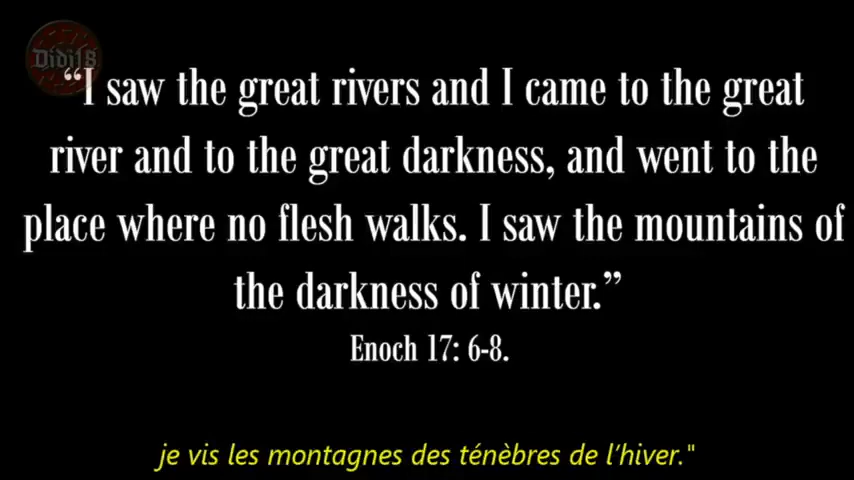 Didi18
“I saw the great rivers and I came to the great
river and to the great darkness, and went to the
place where no flesh walks. I saw the mountains of
the darkness of winter.”
Enoch 17: 6-8.
je vis les montagnes des ténèbres de l’hiver."